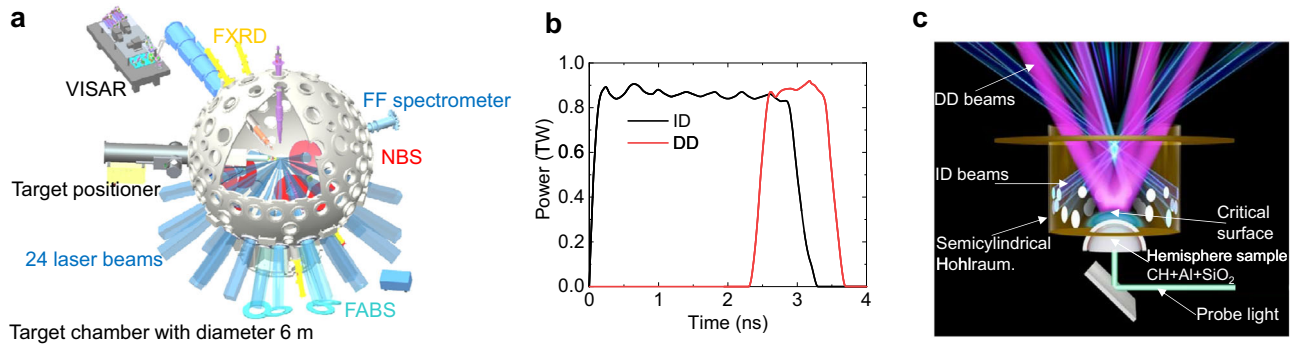 a
FXRD
VISAR
FF spectrometer
NBS
Target positioner
24 laser beams
FABS
Target chamber with diameter 6 m
b
1.0
0.8
0.6
0.4
0.2
0.0
Power (TW)
ID
DD
0 1 2 3 4
Time (ns)
c
DD beams
ID beams
Semicylindrical
Hohlraum.
Critical
surface
Hemisphere sample
CH+Al+SiO₂
Probe light